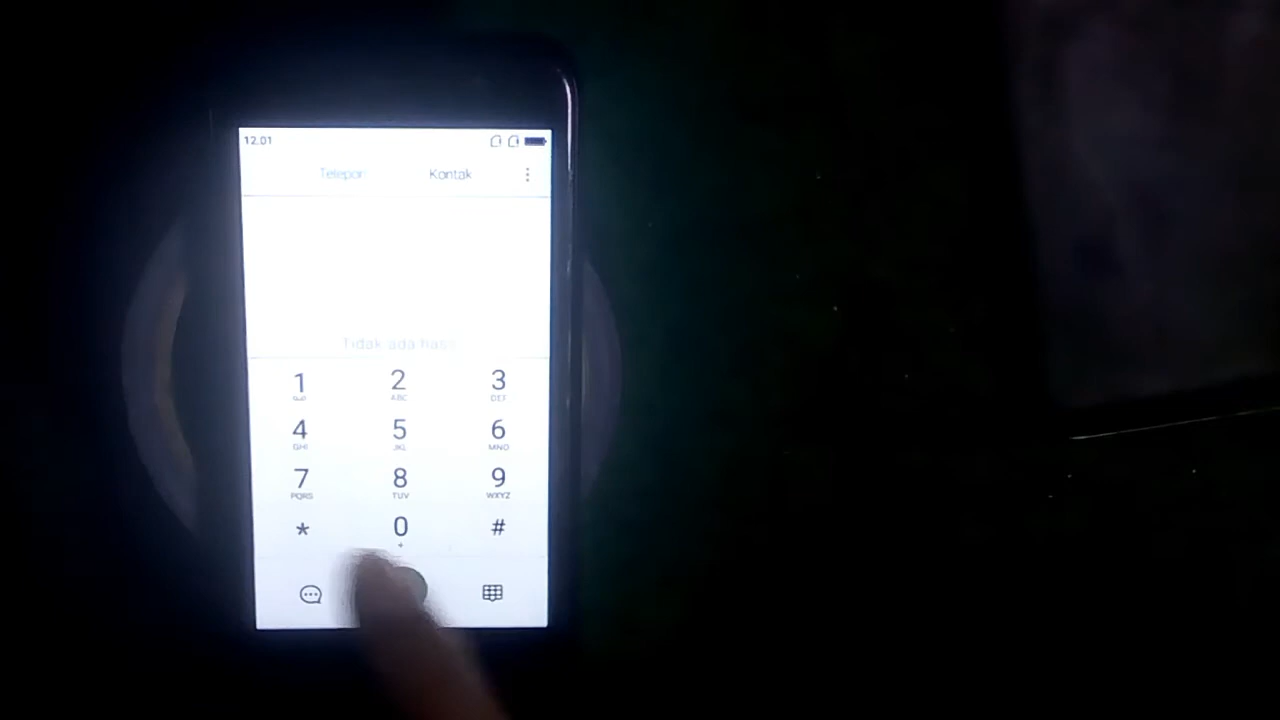 12.01
Telepon Kontak
Tidak ada hasil
1 2 3
ABC DEF
4 5 6
GHI JKL MNO
7 8 9
PQRS TUV WXYZ
* 0 #
+